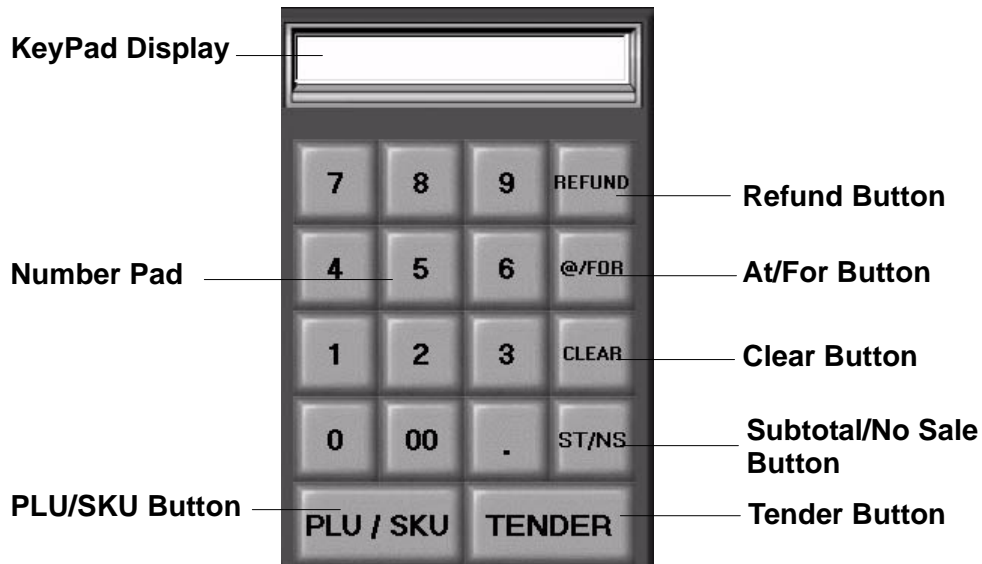 KeyPad Display
7 8 9 REFUND
Refund Button
Number Pad
4 5 6 @/FOR
At/For Button
1 2 3 CLEAR
Clear Button
0 00 . ST/NS
Subtotal/No Sale
Button
PLU/SKU Button
PLU / SKU TENDER
Tender Button